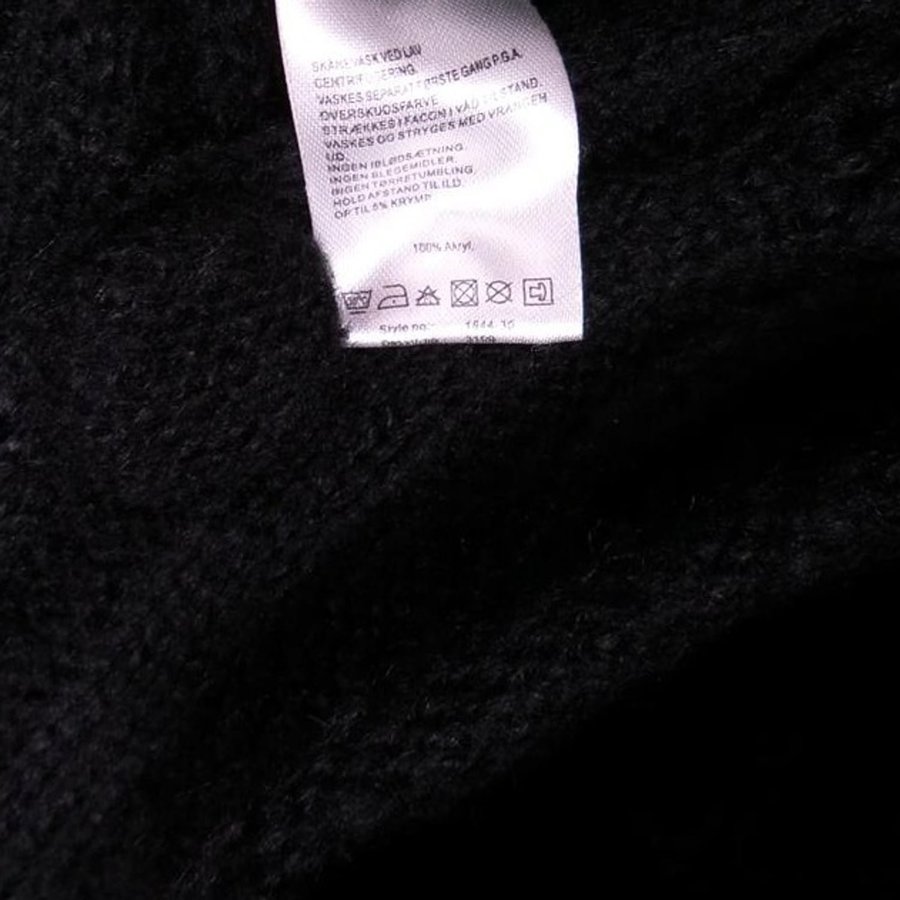 SKÅNEVASK VED LAV
CENTRIFUGERING.
VASKES SEPARAT FØRSTE GANG P.G.A.
OVERSKUDSFARVE
STRÆKKES I FACON I VÅD TILSTAND.
VASKES OG STRYGES MED VRANGEN
UD.
INGEN IBLØDSÆTNING.
INGEN BLEGEMIDLER.
INGEN TØRRETUMBLING.
HOLD AFSTAND TIL ILD.
OP TIL 5% KRYMP
100% Akryl.
Style no: